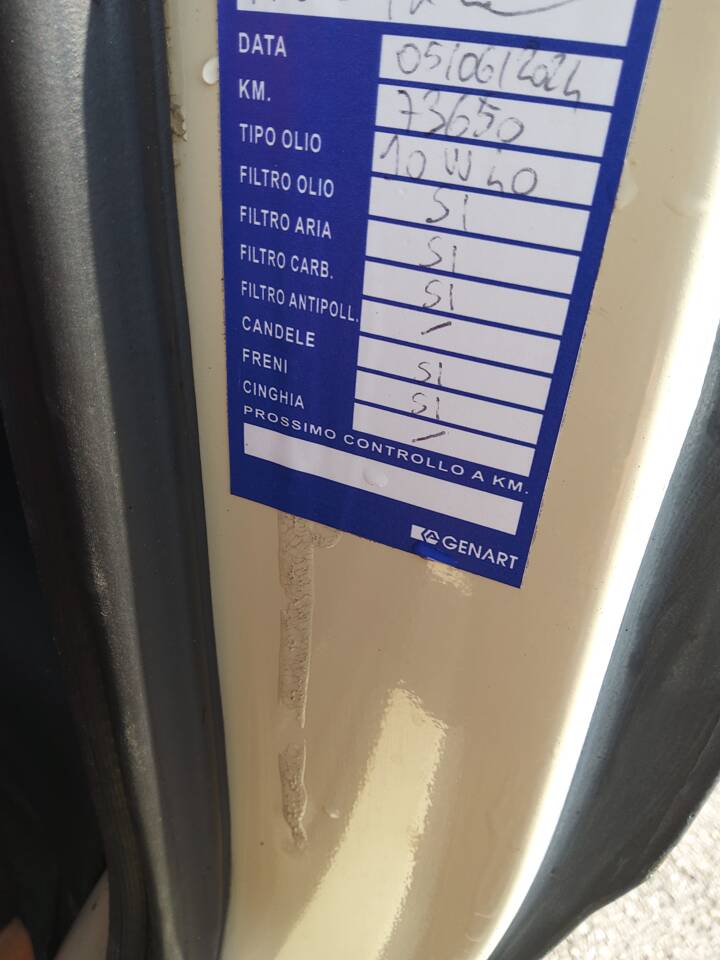 DATA 05/06/2024
KM. 73650
TIPO OLIO 10 W 40
FILTRO OLIO SI
FILTRO ARIA SI
FILTRO CARB. SI
FILTRO ANTIPOLL. -
CANDELE SI
FRENI SI
CINGHIA -
PROSSIMO CONTROLLO A KM.
GENART